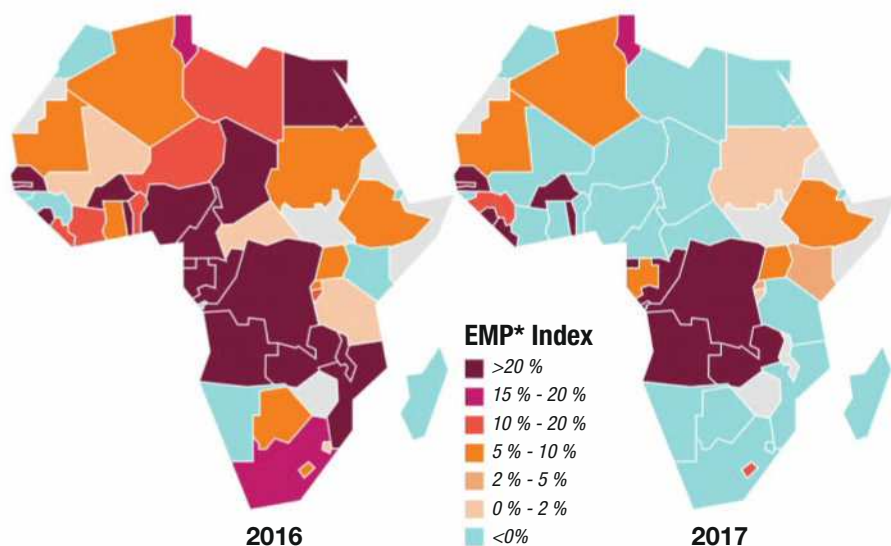 EMP* Index
>20 %
15 % - 20 %
10 % - 20 %
5 % - 10 %
2 % - 5 %
0 % - 2 %
<0%
2016
2017